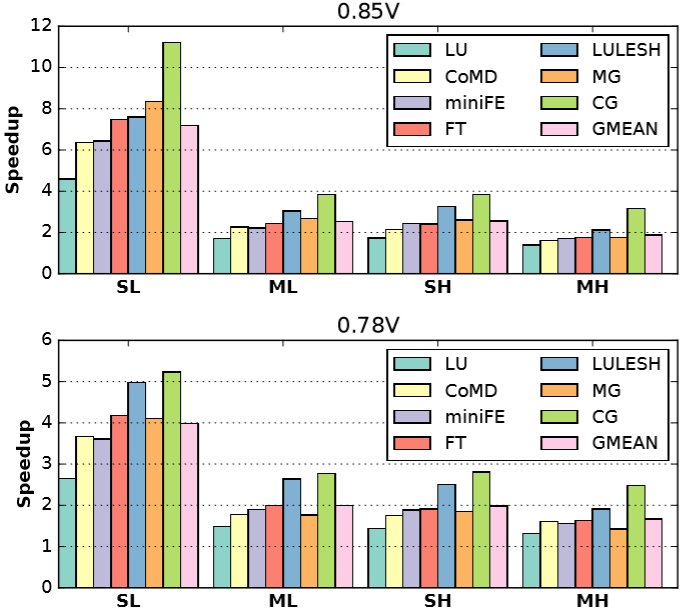 0.85V
12
10
8
6
4
2
0
Speedup
LU
CoMD
miniFE
FT
LULESH
MG
CG
GMEAN
SL ML SH MH
0.78V
6
5
4
3
2
1
0
Speedup
LU
CoMD
miniFE
FT
LULESH
MG
CG
GMEAN
SL ML SH MH